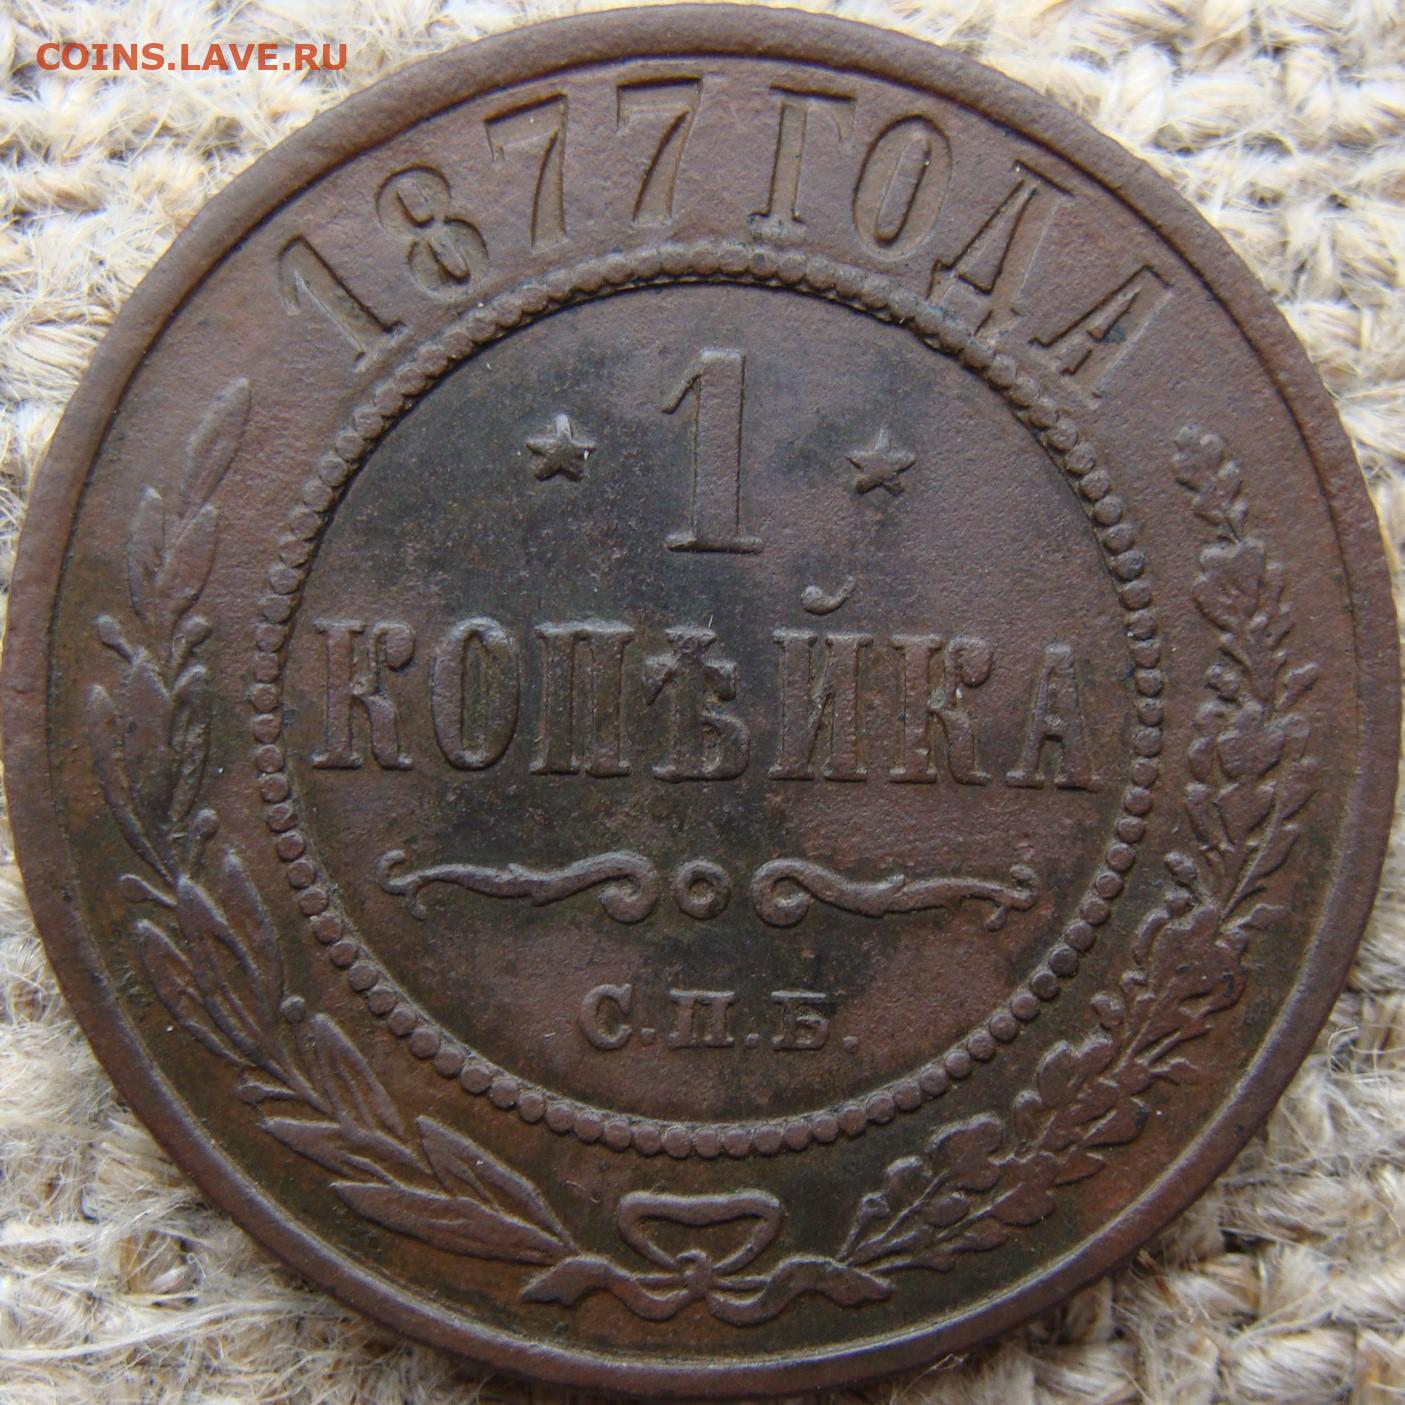 COINS.LAVE.RU
1877 ГОДА
1
КОПѢЙКА
С.П.Б.